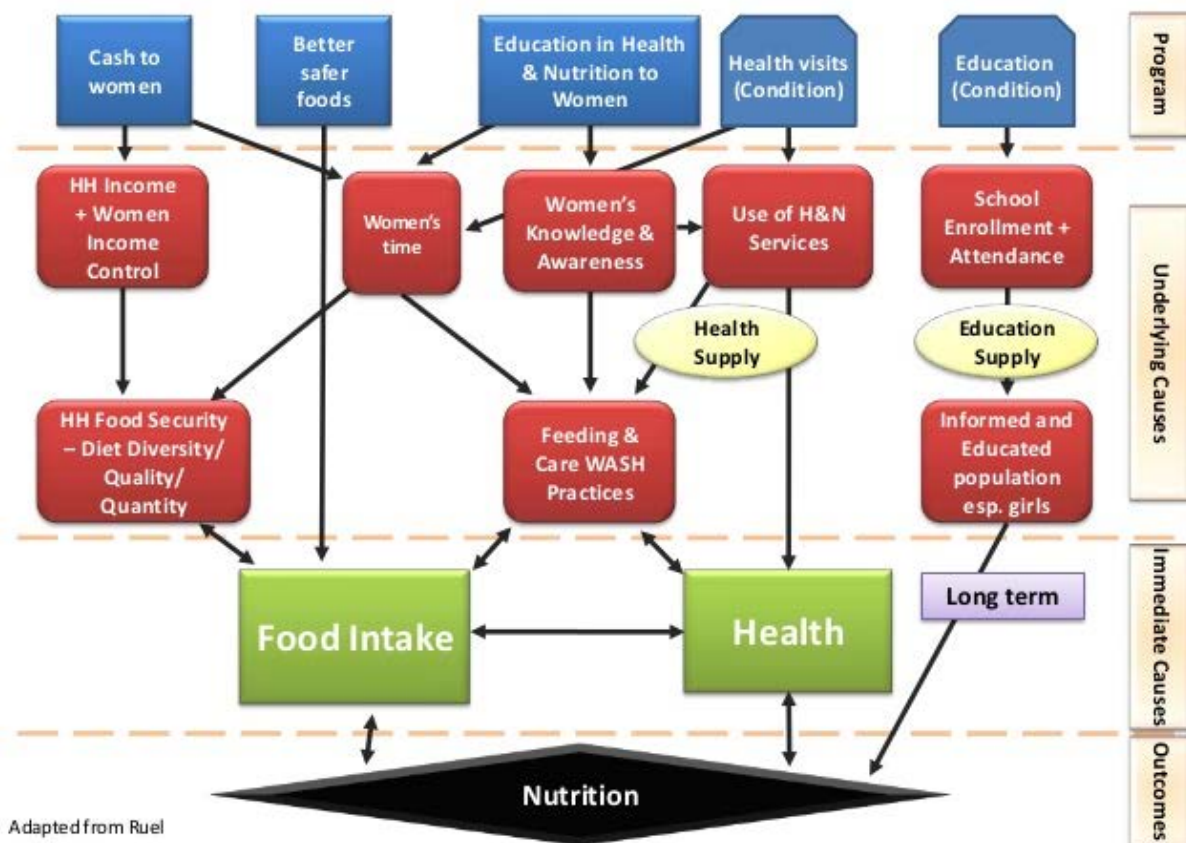 Cash to
women
Better
safer
foods
Education in Health
& Nutrition to
Women
Health visits
(Condition)
Education
(Condition)
Program
HH Income
+ Women
Income
Control
Women's
time
Women's
Knowledge &
Awareness
Use of H&N
Services
School
Enrollment +
Attendance
Health
Supply
Education
Supply
Underlying Causes
HH Food Security
– Diet Diversity/
Quality/
Quantity
Feeding &
Care WASH
Practices
Informed and
Educated
population
esp. girls
Food Intake
Health
Long term
Immediate Causes
Nutrition
Outcomes
Adapted from Ruel